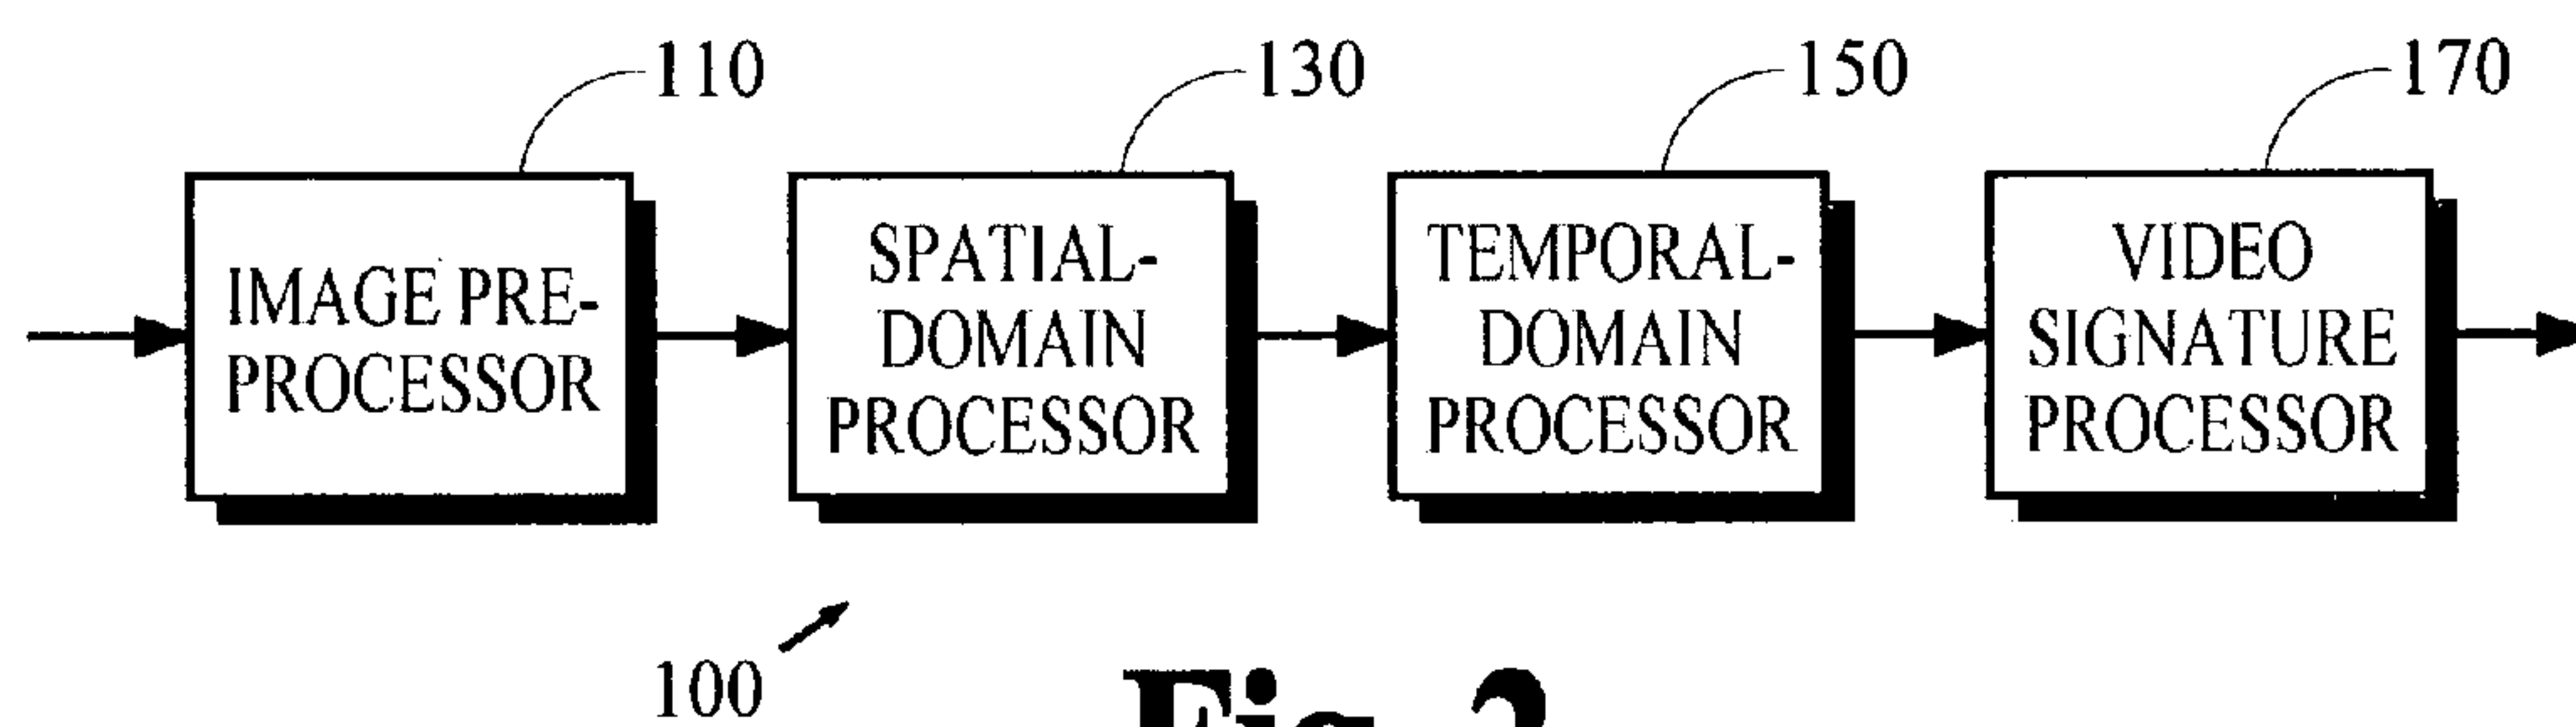 110
130
150
170
IMAGE PRE-
PROCESSOR
SPATIAL-
DOMAIN
PROCESSOR
TEMPORAL-
DOMAIN
PROCESSOR
VIDEO
SIGNATURE
PROCESSOR
100